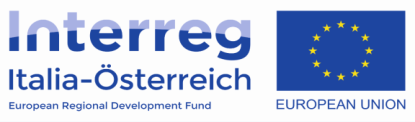 Interreg
Italia-Österreich
European Regional Development Fund
EUROPEAN UNION